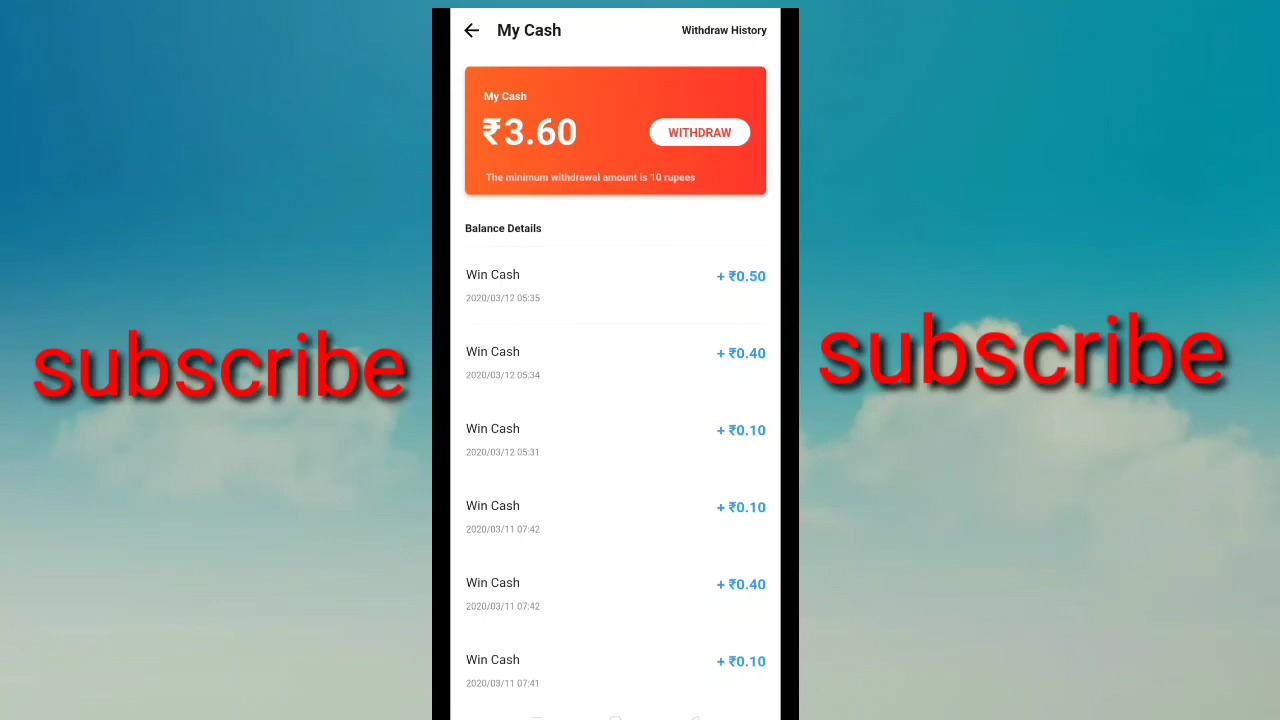 My Cash
Withdraw History
My Cash
₹3.60
WITHDRAW
The minimum withdrawal amount is 10 rupees
Balance Details
Win Cash
+ ₹0.50
2020/03/12 05:35
Win Cash
+ ₹0.40
2020/03/12 05:34
subscribe
subscribe
Win Cash
+ ₹0.10
2020/03/12 05:31
Win Cash
+ ₹0.10
2020/03/11 07:42
Win Cash
+ ₹0.40
2020/03/11 07:42
Win Cash
+ ₹0.10
2020/03/11 07:41